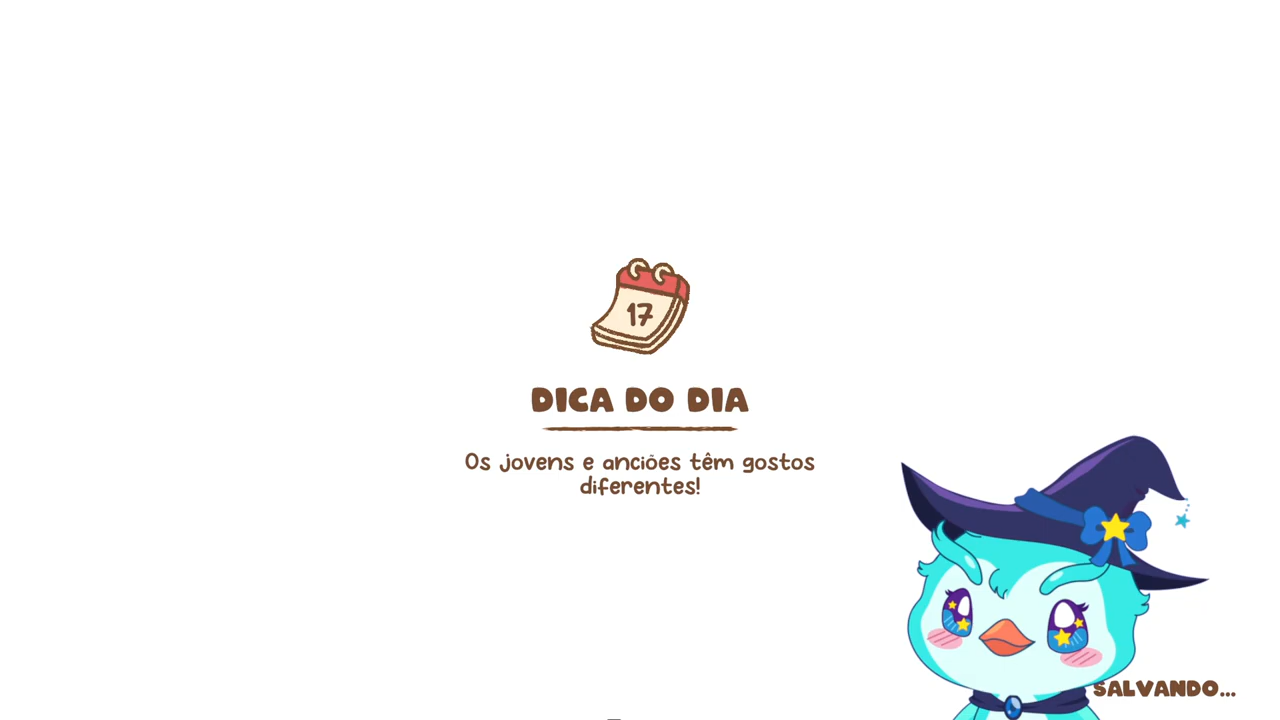 17
DICA DO DIA
Os jovens e anciões têm gostos
diferentes!
SALVANDO...